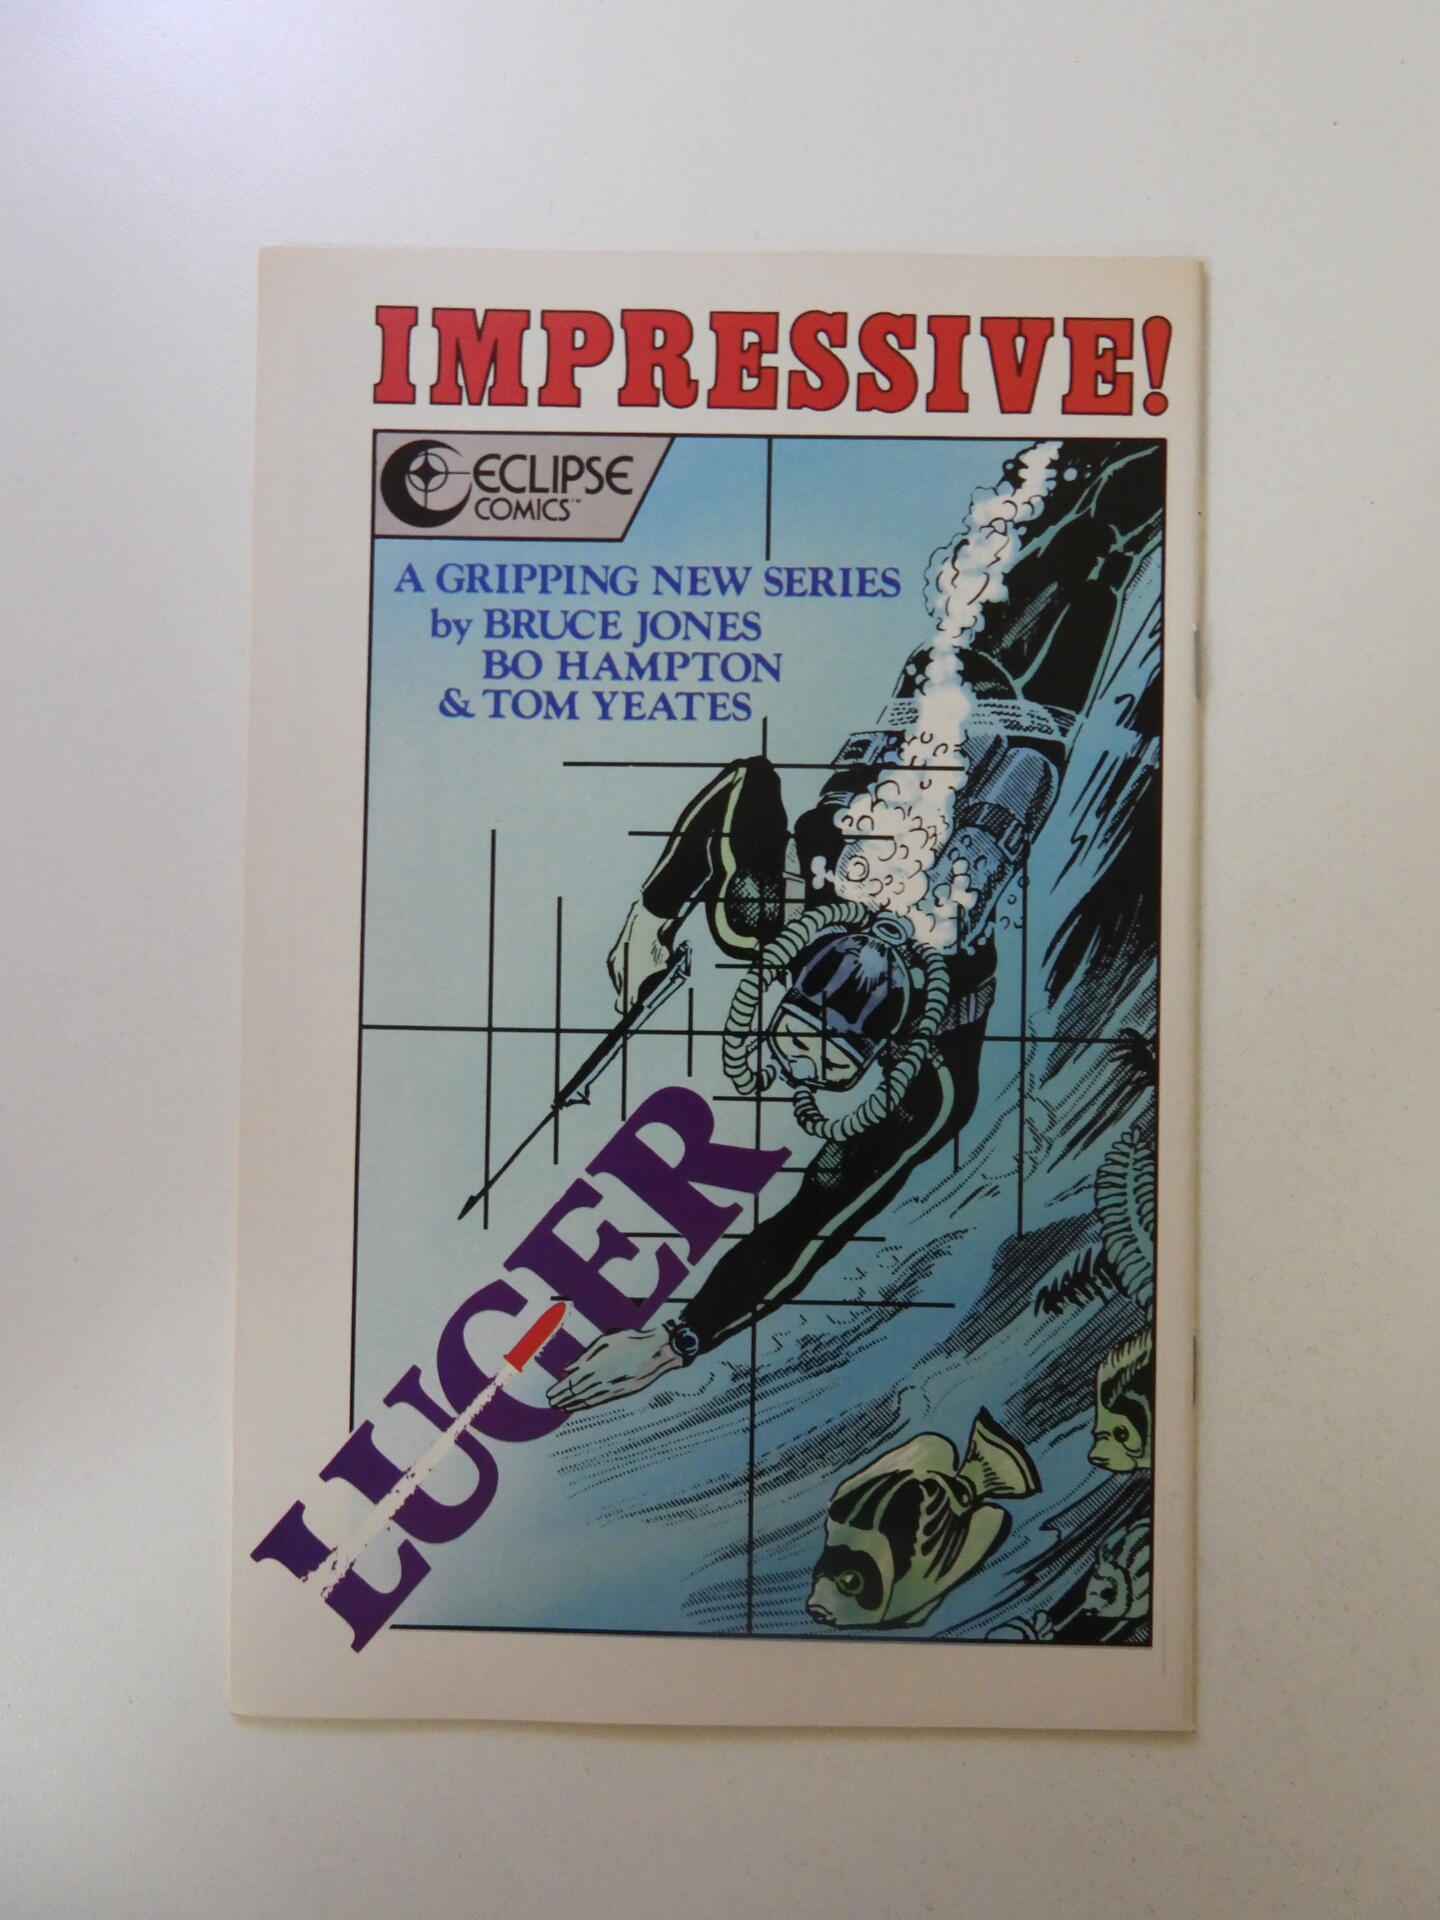 IMPRESSIVE!
ECLIPSE
COMICS™
A GRIPPING NEW SERIES
by BRUCE JONES
BO HAMPTON
& TOM YEATES
LUGER